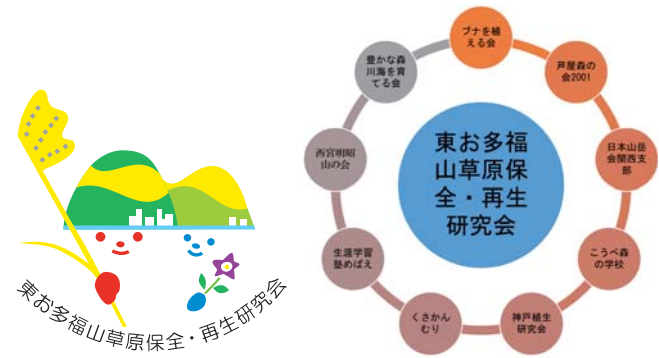 東お多福山草原保全・再生研究会
東お多福
山草原保
全・再生
研究会
ブナを植
える会
芦屋森の
会2001
日本山岳
会関西支
部
こうべ森
の学校
神戸植生
研究会
くさかん
むり
生涯学習
塾めばえ
西宮明昭
山の会
豊かな森
川海を育
てる会